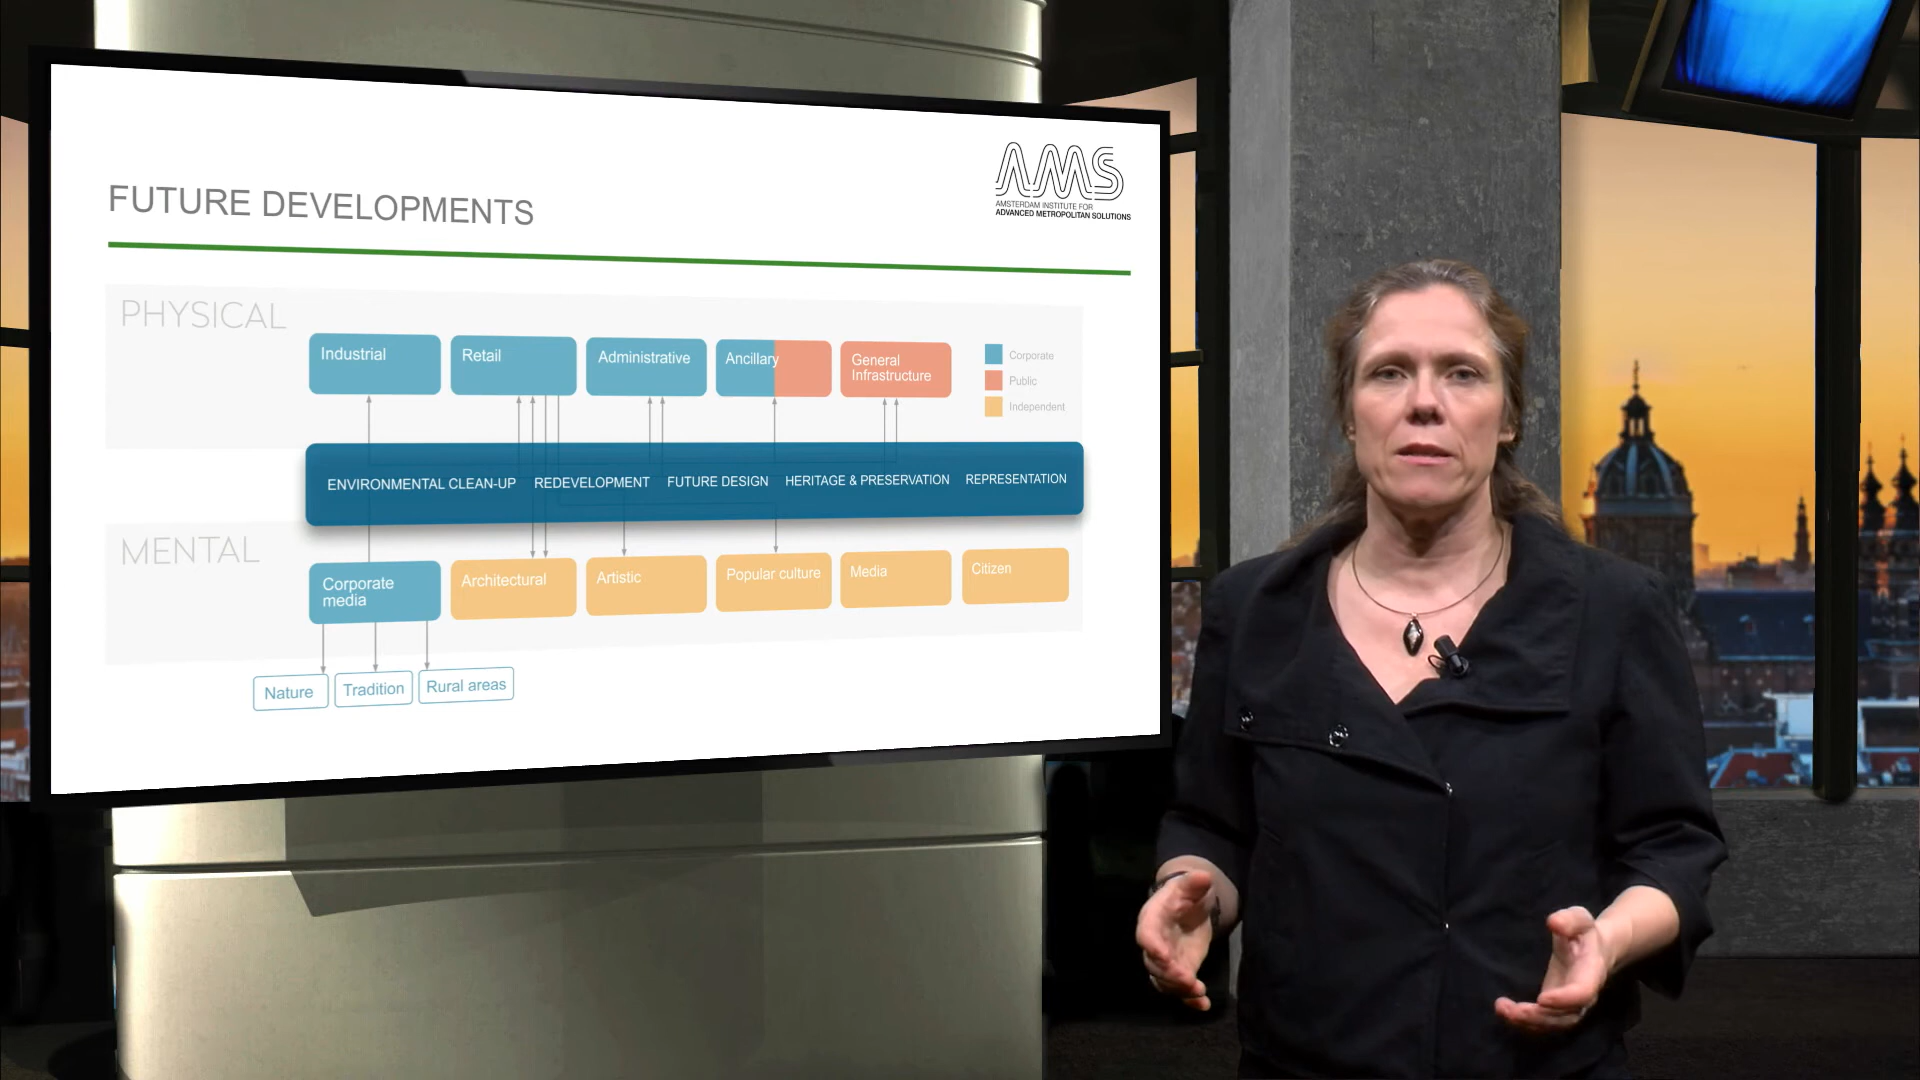 AMS
AMSTERDAM INSTITUTE FOR
ADVANCED METROPOLITAN SOLUTIONS
FUTURE DEVELOPMENTS
PHYSICAL
Industrial
Retail
Administrative
Ancillary
General
Infrastructure
Corporate
Public
Independent
ENVIRONMENTAL CLEAN-UP REDEVELOPMENT FUTURE DESIGN HERITAGE & PRESERVATION REPRESENTATION
MENTAL
Corporate
media
Architectural
Artistic
Popular culture
Media
Citizen
Nature
Tradition
Rural areas